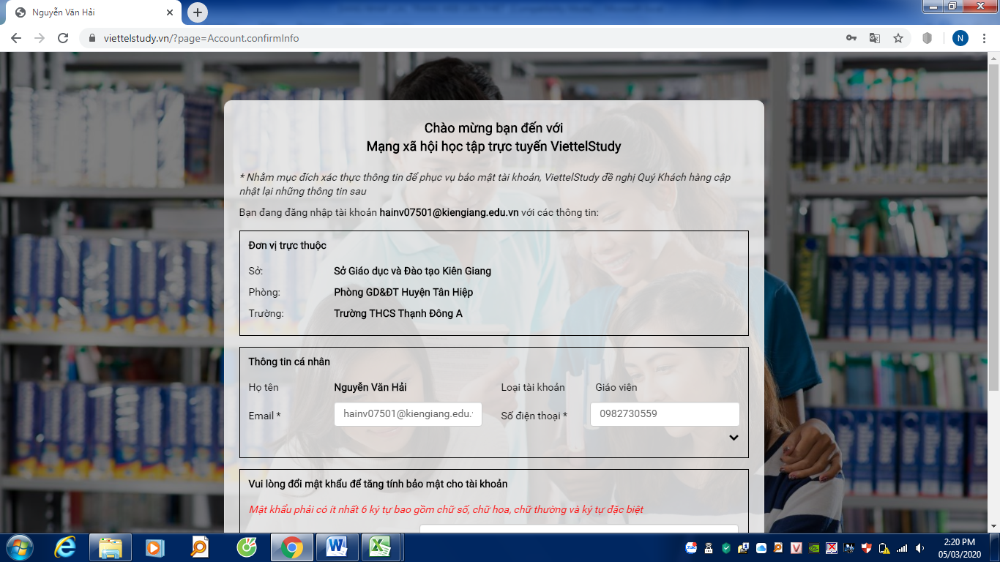 Nguyễn Văn Hải
viettelstudy.vn/?page=Account.confirmInfo
N
Chào mừng bạn đến với
Mạng xã hội học tập trực tuyến ViettelStudy
* Nhằm mục đích xác thực thông tin để phục vụ bảo mật tài khoản, ViettelStudy đề nghị Quý Khách hàng cập
nhật lại những thông tin sau
Bạn đang đăng nhập tài khoản hainv07501@kiengiang.edu.vn với các thông tin:
Đơn vị trực thuộc
Sở: Sở Giáo dục và Đào tạo Kiên Giang
Phòng: Phòng GD&ĐT Huyện Tân Hiệp
Trường: Trường THCS Thạnh Đông A
Thông tin cá nhân
Họ tên Nguyễn Văn Hải Loại tài khoản Giáo viên
Email * hainv07501@kiengiang.edu. Số điện thoại * 0982730559
Vui lòng đổi mật khẩu để tăng tính bảo mật cho tài khoản
Mật khẩu phải có ít nhất 6 ký tự bao gồm chữ số, chữ hoa, chữ thường và ký tự đặc biệt
2:20 PM
05/03/2020